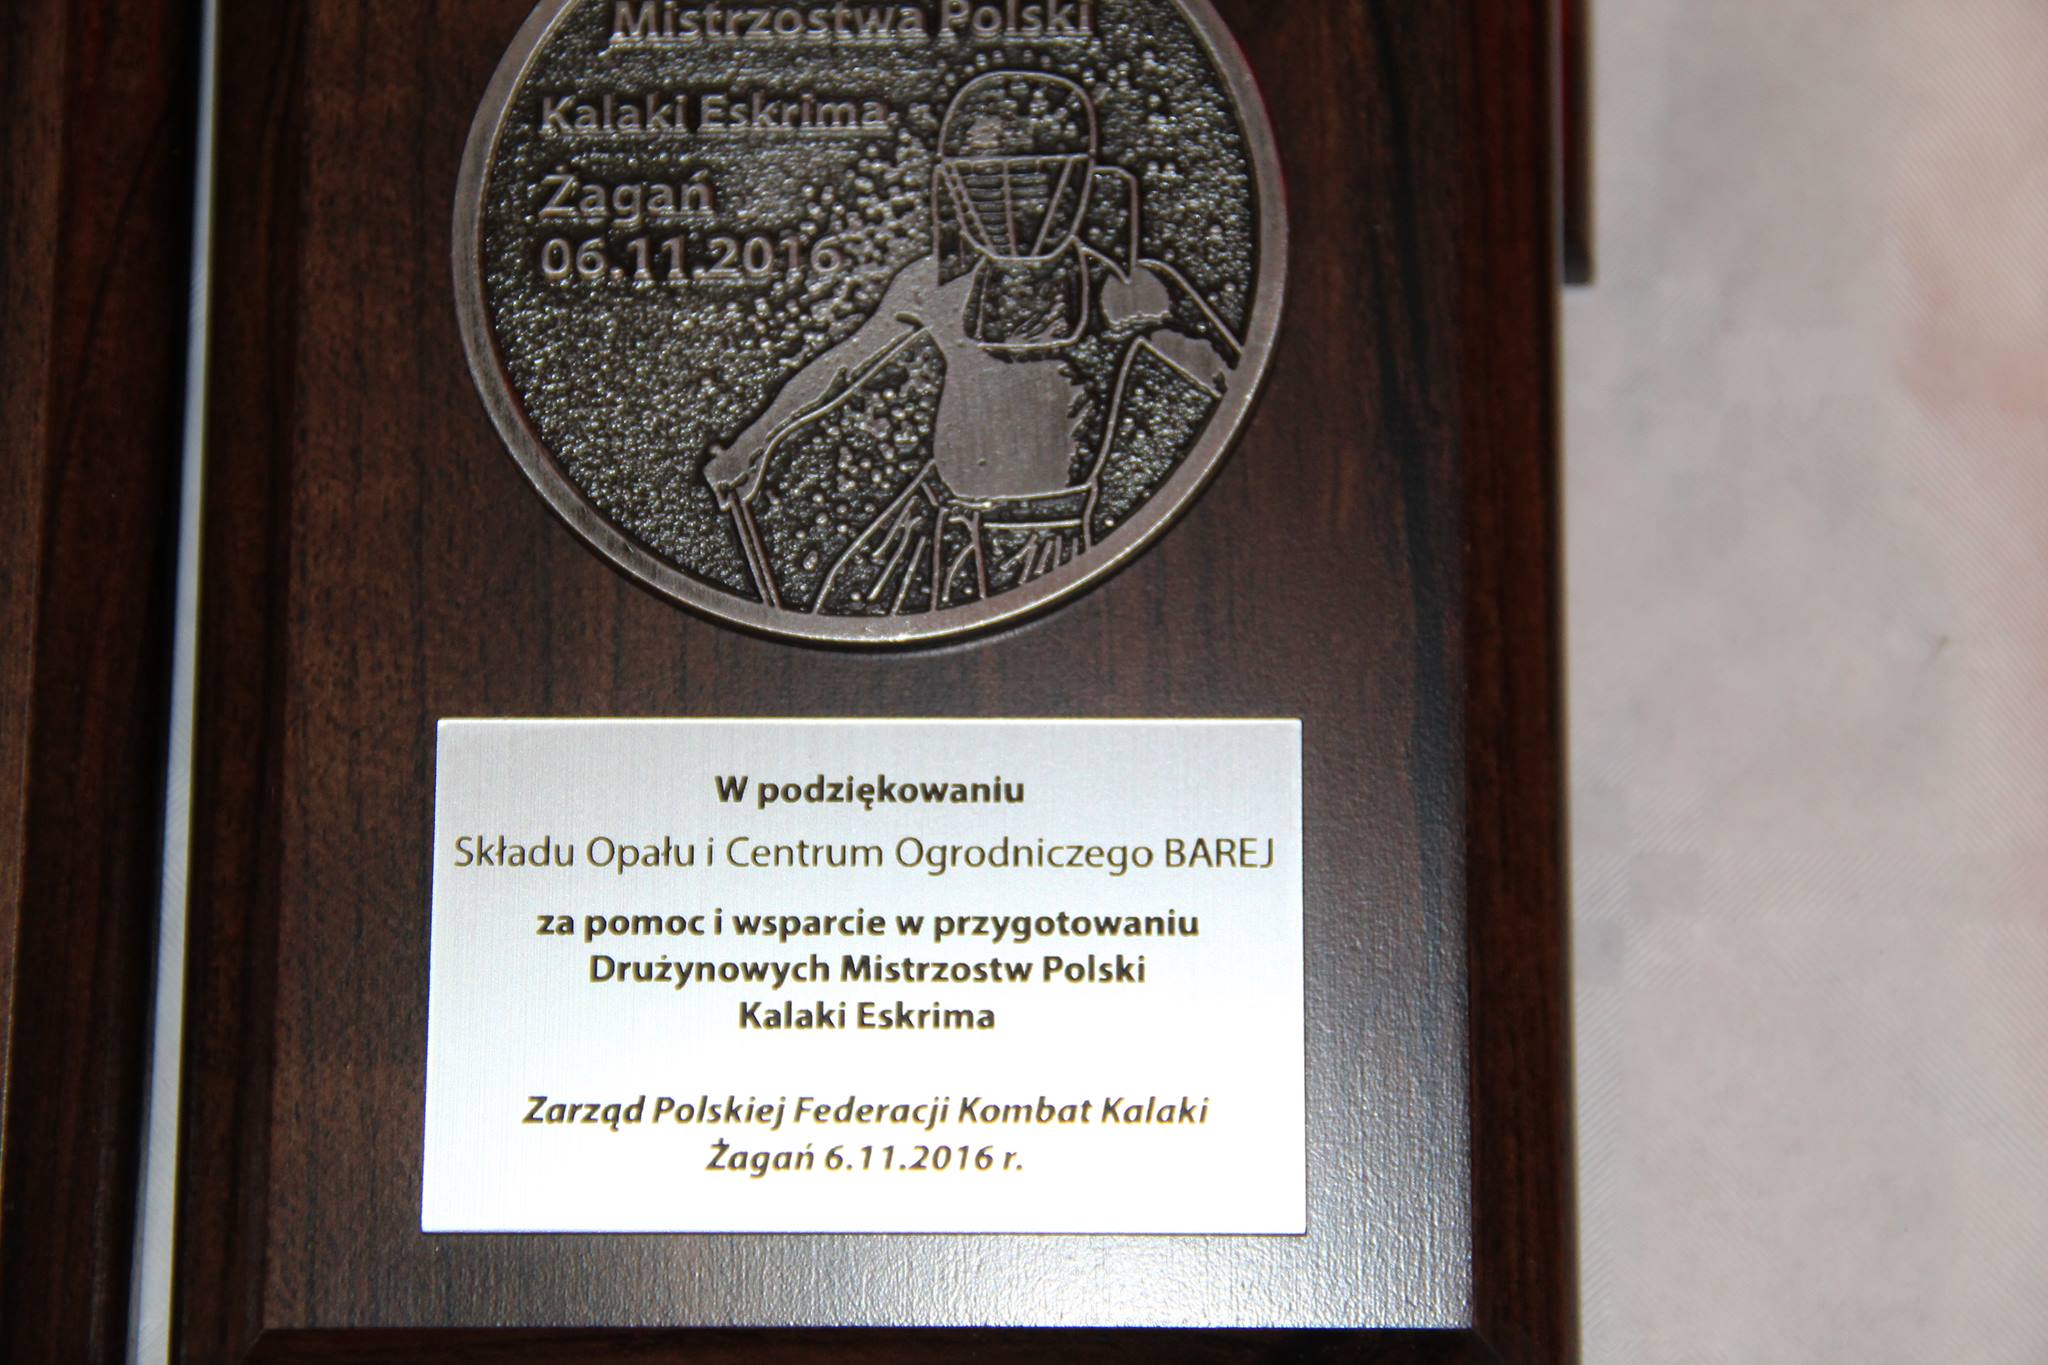 Mistrzostwa Polski
Kalaki Eskrima
Żagań
06.11.2016
W podziękowaniu
Składu Opału i Centrum Ogrodniczego BAREJ
za pomoc i wsparcie w przygotowaniu
Drużynowych Mistrzostw Polski
Kalaki Eskrima
Zarząd Polskiej Federacji Kombat Kalaki
Żagań 6.11.2016 r.